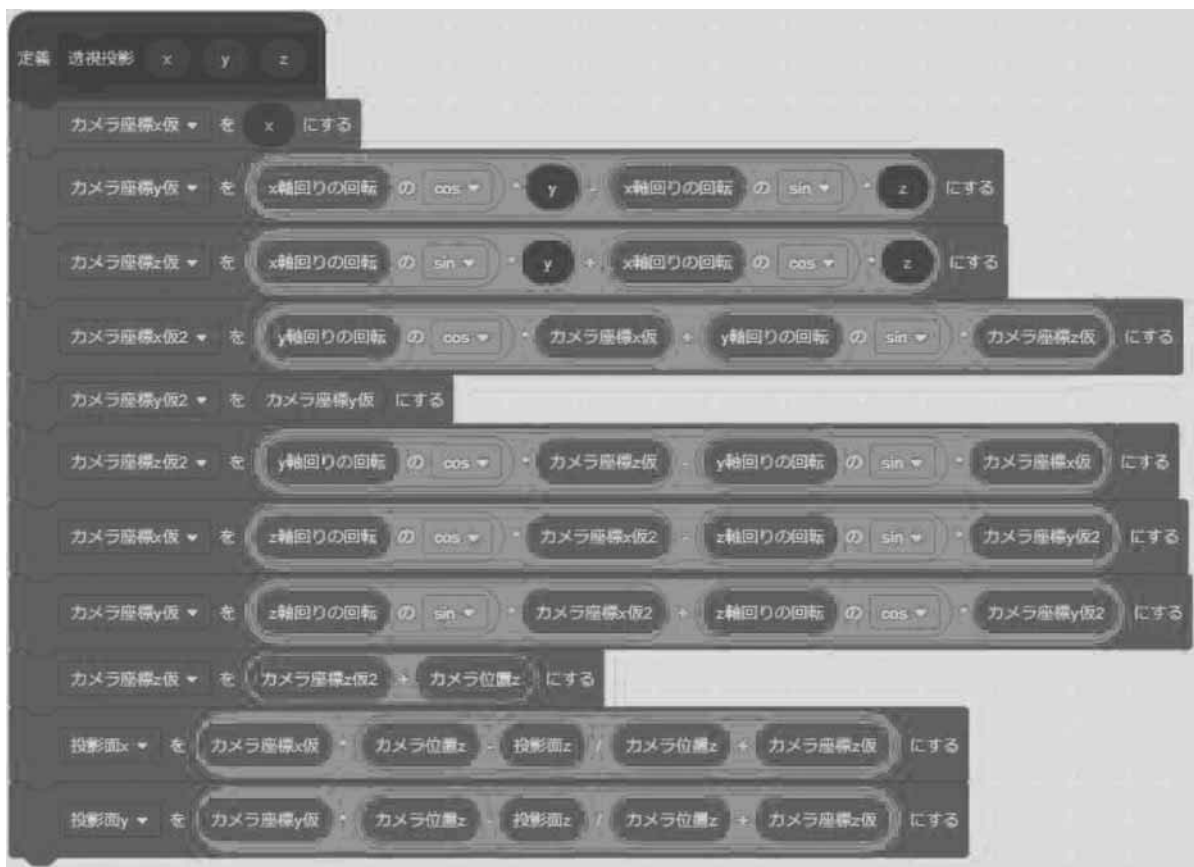 定義 透視投影 x y z
カメラ座標x仮 ▼ を x にする
カメラ座標y仮 ▼ を x軸回りの回転 の cos ▼ * y - x軸回りの回転 の sin ▼ * z にする
カメラ座標z仮 ▼ を x軸回りの回転 の sin ▼ * y + x軸回りの回転 の cos ▼ * z にする
カメラ座標x仮2 ▼ を y軸回りの回転 の cos ▼ * カメラ座標x仮 + y軸回りの回転 の sin ▼ * カメラ座標z仮 にする
カメラ座標y仮2 ▼ を カメラ座標y仮 にする
カメラ座標z仮2 ▼ を y軸回りの回転 の cos ▼ * カメラ座標z仮 - y軸回りの回転 の sin ▼ * カメラ座標x仮 にする
カメラ座標x仮 ▼ を z軸回りの回転 の cos ▼ * カメラ座標x仮2 - z軸回りの回転 の sin ▼ * カメラ座標y仮2 にする
カメラ座標y仮 ▼ を z軸回りの回転 の sin ▼ * カメラ座標x仮2 + z軸回りの回転 の cos ▼ * カメラ座標y仮2 にする
カメラ座標z仮 ▼ を カメラ座標z仮2 + カメラ位置z にする
投影面x ▼ を カメラ座標x仮 * カメラ位置z - 投影面z / カメラ位置z + カメラ座標z仮 にする
投影面y ▼ を カメラ座標y仮 * カメラ位置z - 投影面z / カメラ位置z + カメラ座標z仮 にする